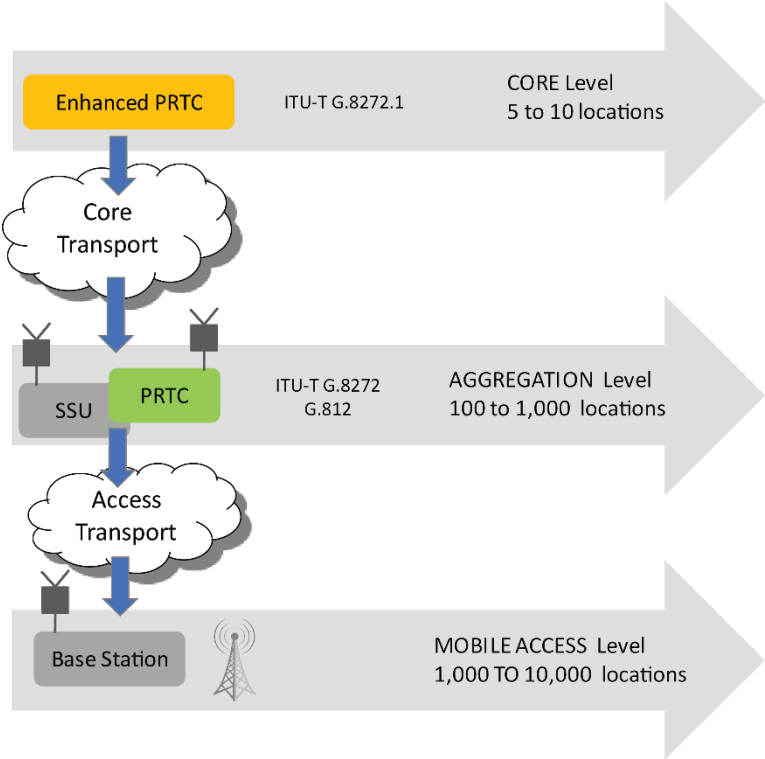 Enhanced PRTC
ITU-T G.8272.1
CORE Level
5 to 10 locations
Core
Transport
SSU
PRTC
ITU-T G.8272
G.812
AGGREGATION Level
100 to 1,000 locations
Access
Transport
Base Station
MOBILE ACCESS Level
1,000 TO 10,000 locations